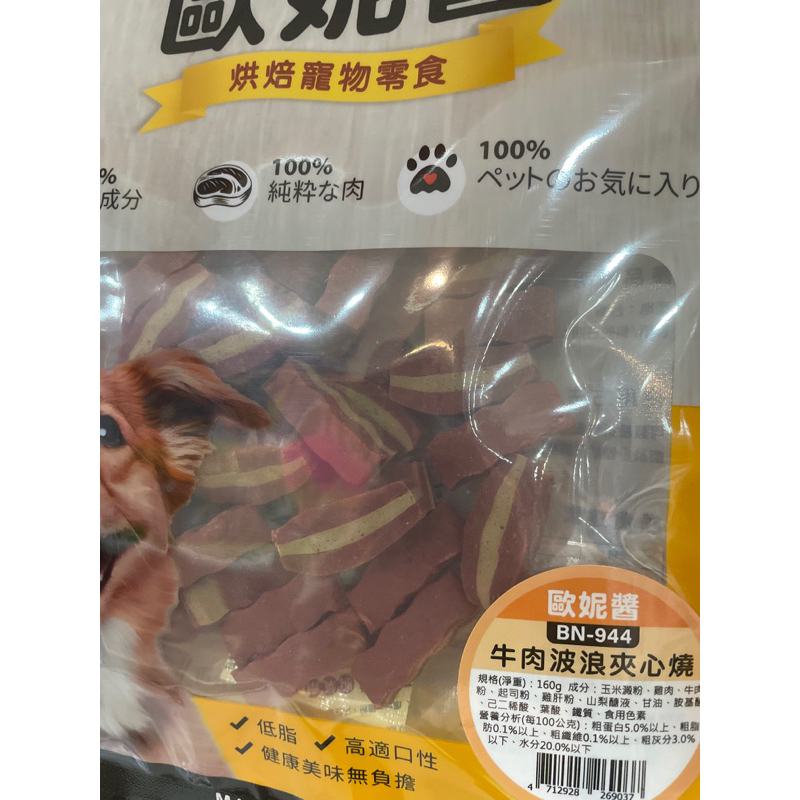 歐妮醬
烘焙寵物零食
%
成分
100%
純粋な肉
100%
ペットのお気に入り
低脂
高適口性
健康美味無負擔
歐妮醬
BN-944
牛肉波浪夾心燒
規格(淨重)：160g 成分：玉米澱粉、雞肉、牛肉
粉、起司粉、雞肝粉、山梨醣液、甘油、胺基酸
、己二稀酸、葉酸、鐵質、食用色素
營養分析(每100公克)：粗蛋白5.0%以上、粗脂
肪0.1%以上、粗纖維0.1%以上、粗灰分3.0%
以下、水分20.0%以下
4 712928 269037